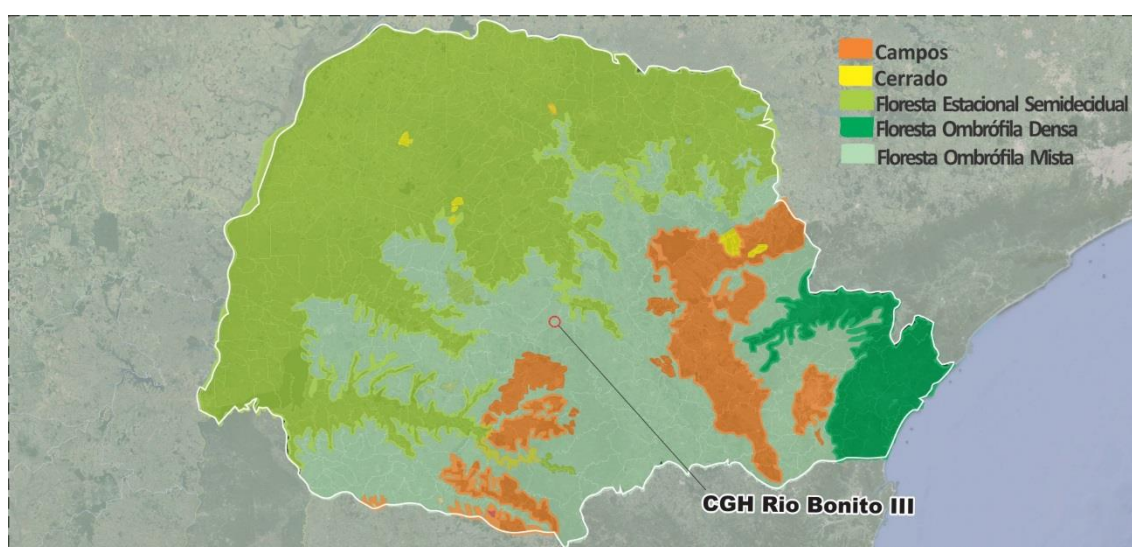 Campos
Cerrado
Floresta Estacional Semidecidual
Floresta Ombrófila Densa
Floresta Ombrófila Mista
CGH Rio Bonito III